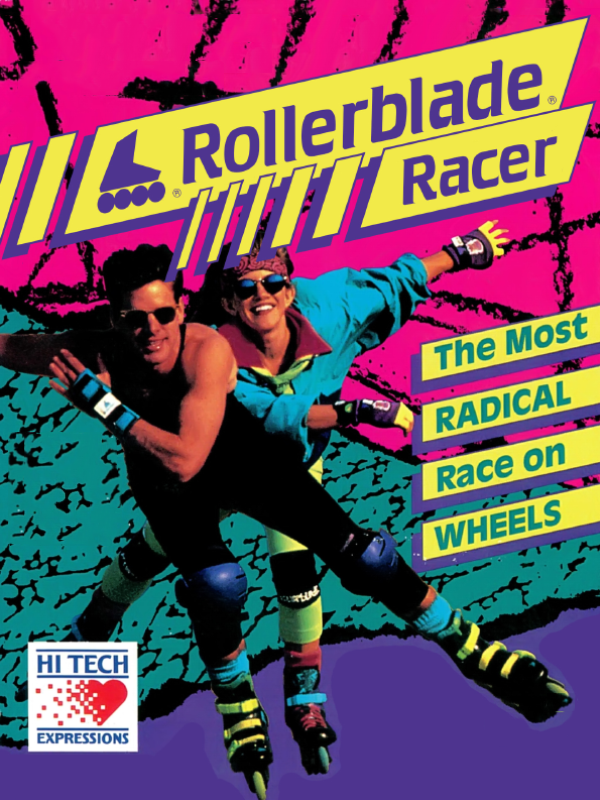 Rollerblade®
® Racer
The Most
RADICAL
Race on
WHEELS
HI TECH
EXPRESSIONS